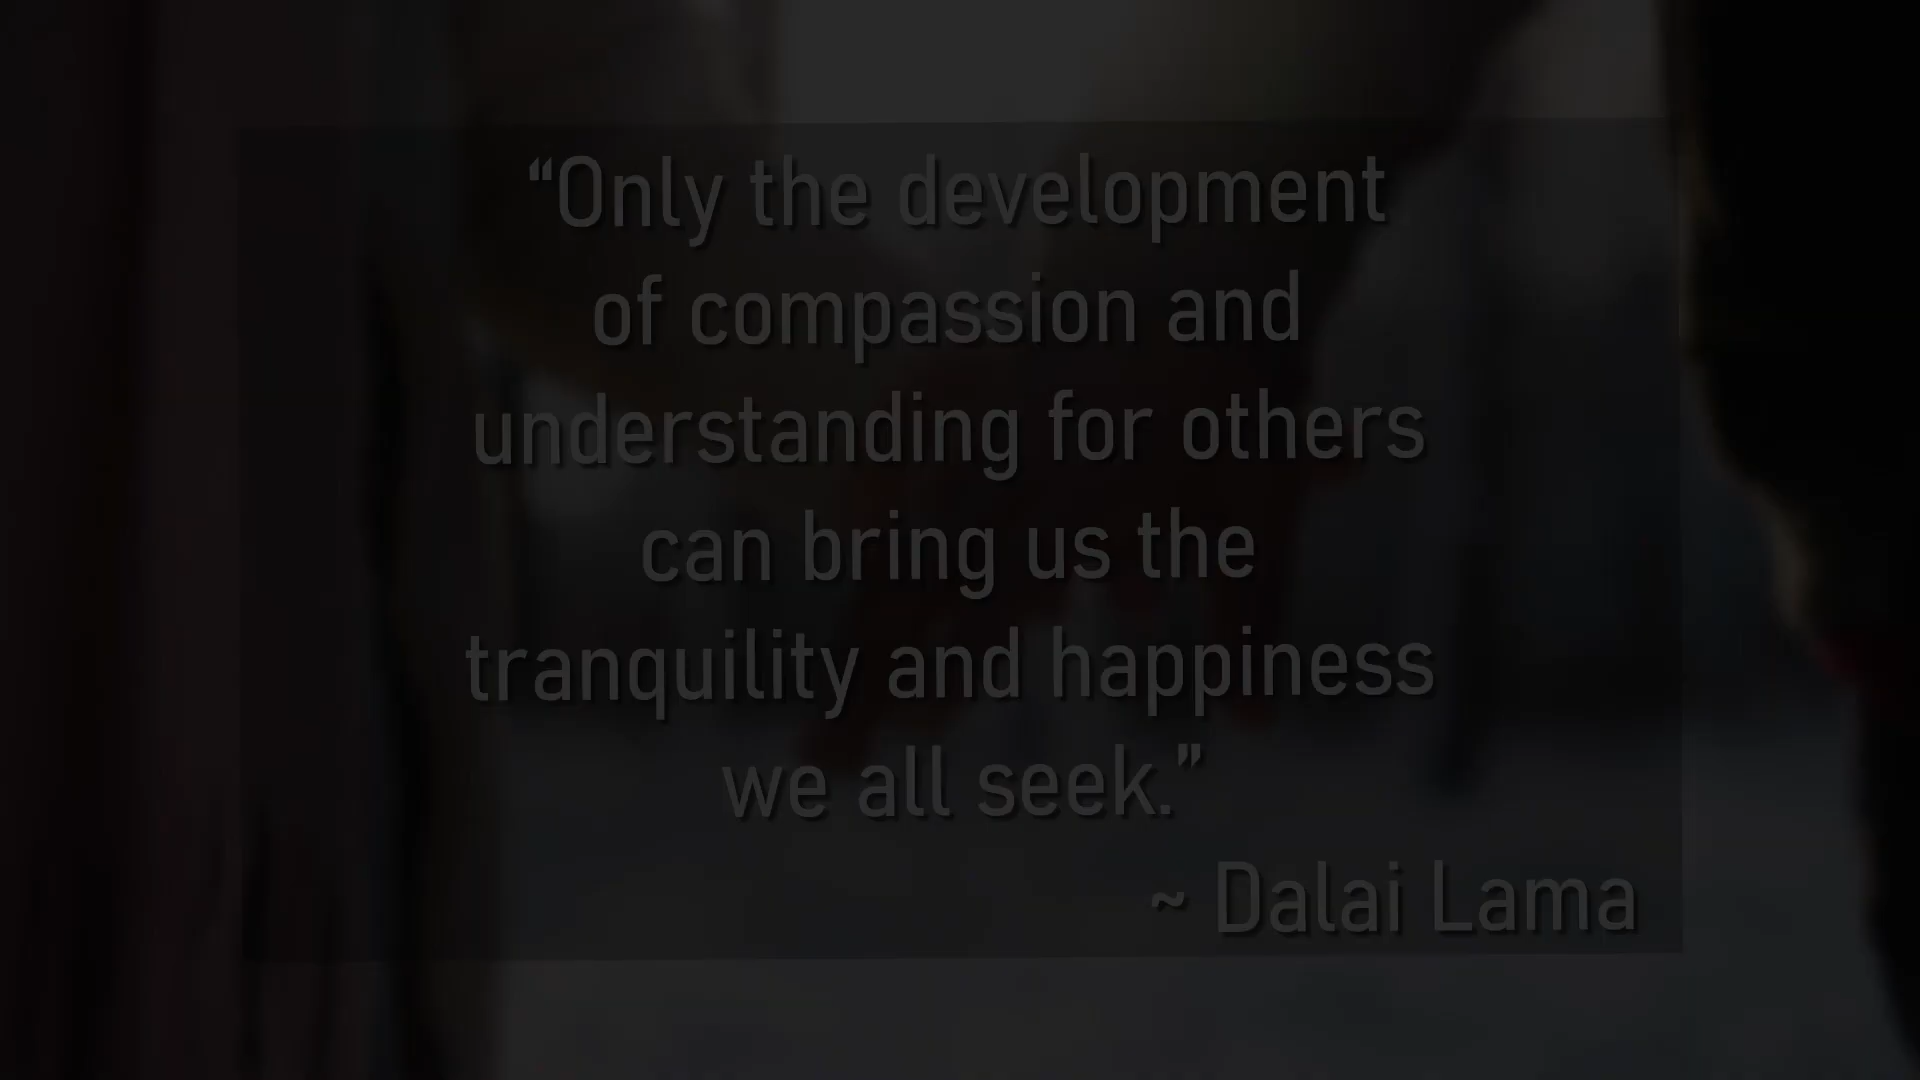 “Only the development
of compassion and
understanding for others
can bring us the
tranquility and happiness
we all seek.”
~ Dalai Lama